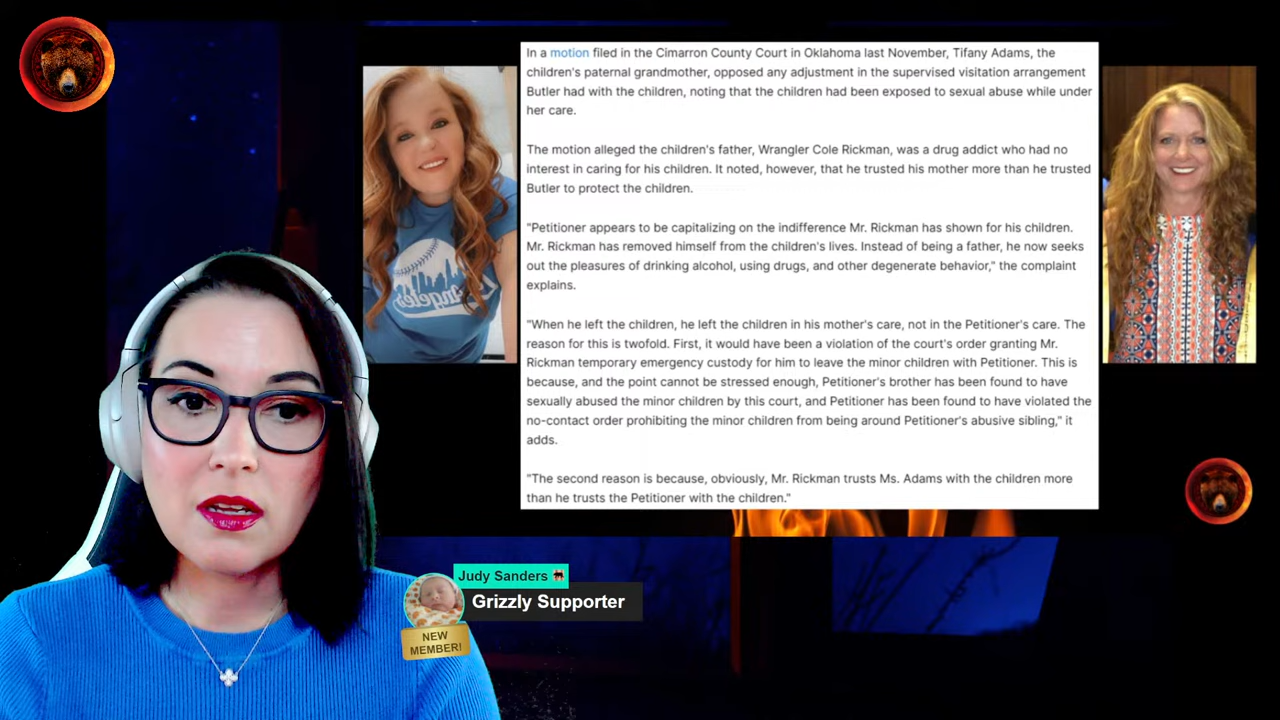 In a motion filed in the Cimarron County Court in Oklahoma last November, Tifany Adams, the
children's paternal grandmother, opposed any adjustment in the supervised visitation arrangement
Butler had with the children, noting that the children had been exposed to sexual abuse while under
her care.
The motion alleged the children's father, Wrangler Cole Rickman, was a drug addict who had no
interest in caring for his children. It noted, however, that he trusted his mother more than he trusted
Butler to protect the children.
"Petitioner appears to be capitalizing on the indifference Mr. Rickman has shown for his children.
Mr. Rickman has removed himself from the children's lives. Instead of being a father, he now seeks
out the pleasures of drinking alcohol, using drugs, and other degenerate behavior," the complaint
explains.
"When he left the children, he left the children in his mother's care, not in the Petitioner's care. The
reason for this is twofold. First, it would have been a violation of the court's order granting Mr.
Rickman temporary emergency custody for him to leave the minor children with Petitioner. This is
because, and the point cannot be stressed enough, Petitioner's brother has been found to have
sexually abused the minor children by this court, and Petitioner has been found to have violated the
no-contact order prohibiting the minor children from being around Petitioner's abusive sibling," it
adds.
"The second reason is because, obviously, Mr. Rickman trusts Ms. Adams with the children more
than he trusts the Petitioner with the children."
Judy Sanders
Grizzly Supporter
NEW
MEMBER!